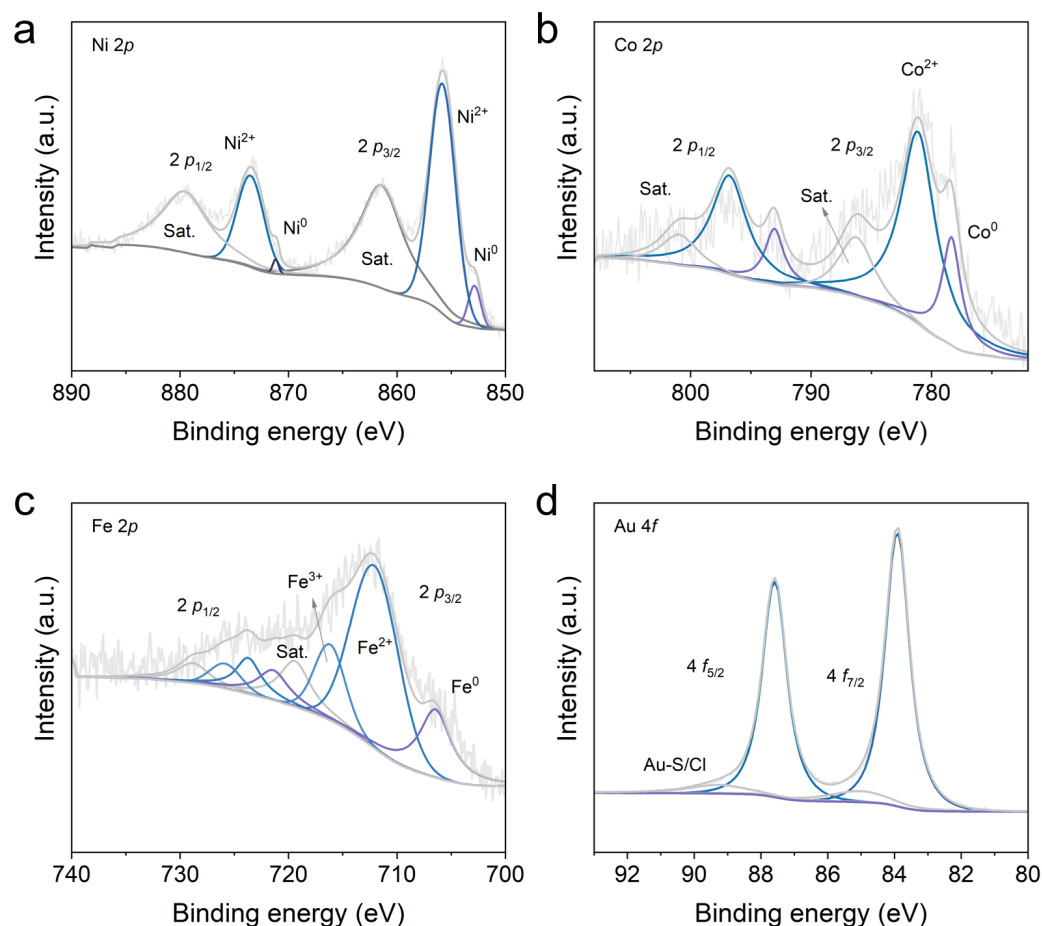 a
Ni 2p
Ni²⁺
Ni²⁺
2 p₁/₂
2 p₃/₂
Sat.
Ni⁰
Sat.
Ni⁰
Intensity (a.u.)
890 880 870 860 850
Binding energy (eV)
b
Co 2p
Co²⁺
2 p₁/₂
2 p₃/₂
Sat.
Sat.
Co⁰
Intensity (a.u.)
800 790 780
Binding energy (eV)
c
Fe 2p
Fe³⁺
2 p₁/₂
2 p₃/₂
Sat.
Fe²⁺
Fe⁰
Intensity (a.u.)
740 730 720 710 700
Binding energy (eV)
d
Au 4f
4 f₅/₂
4 f₇/₂
Au-S/Cl
Intensity (a.u.)
92 90 88 86 84 82 80
Binding energy (eV)